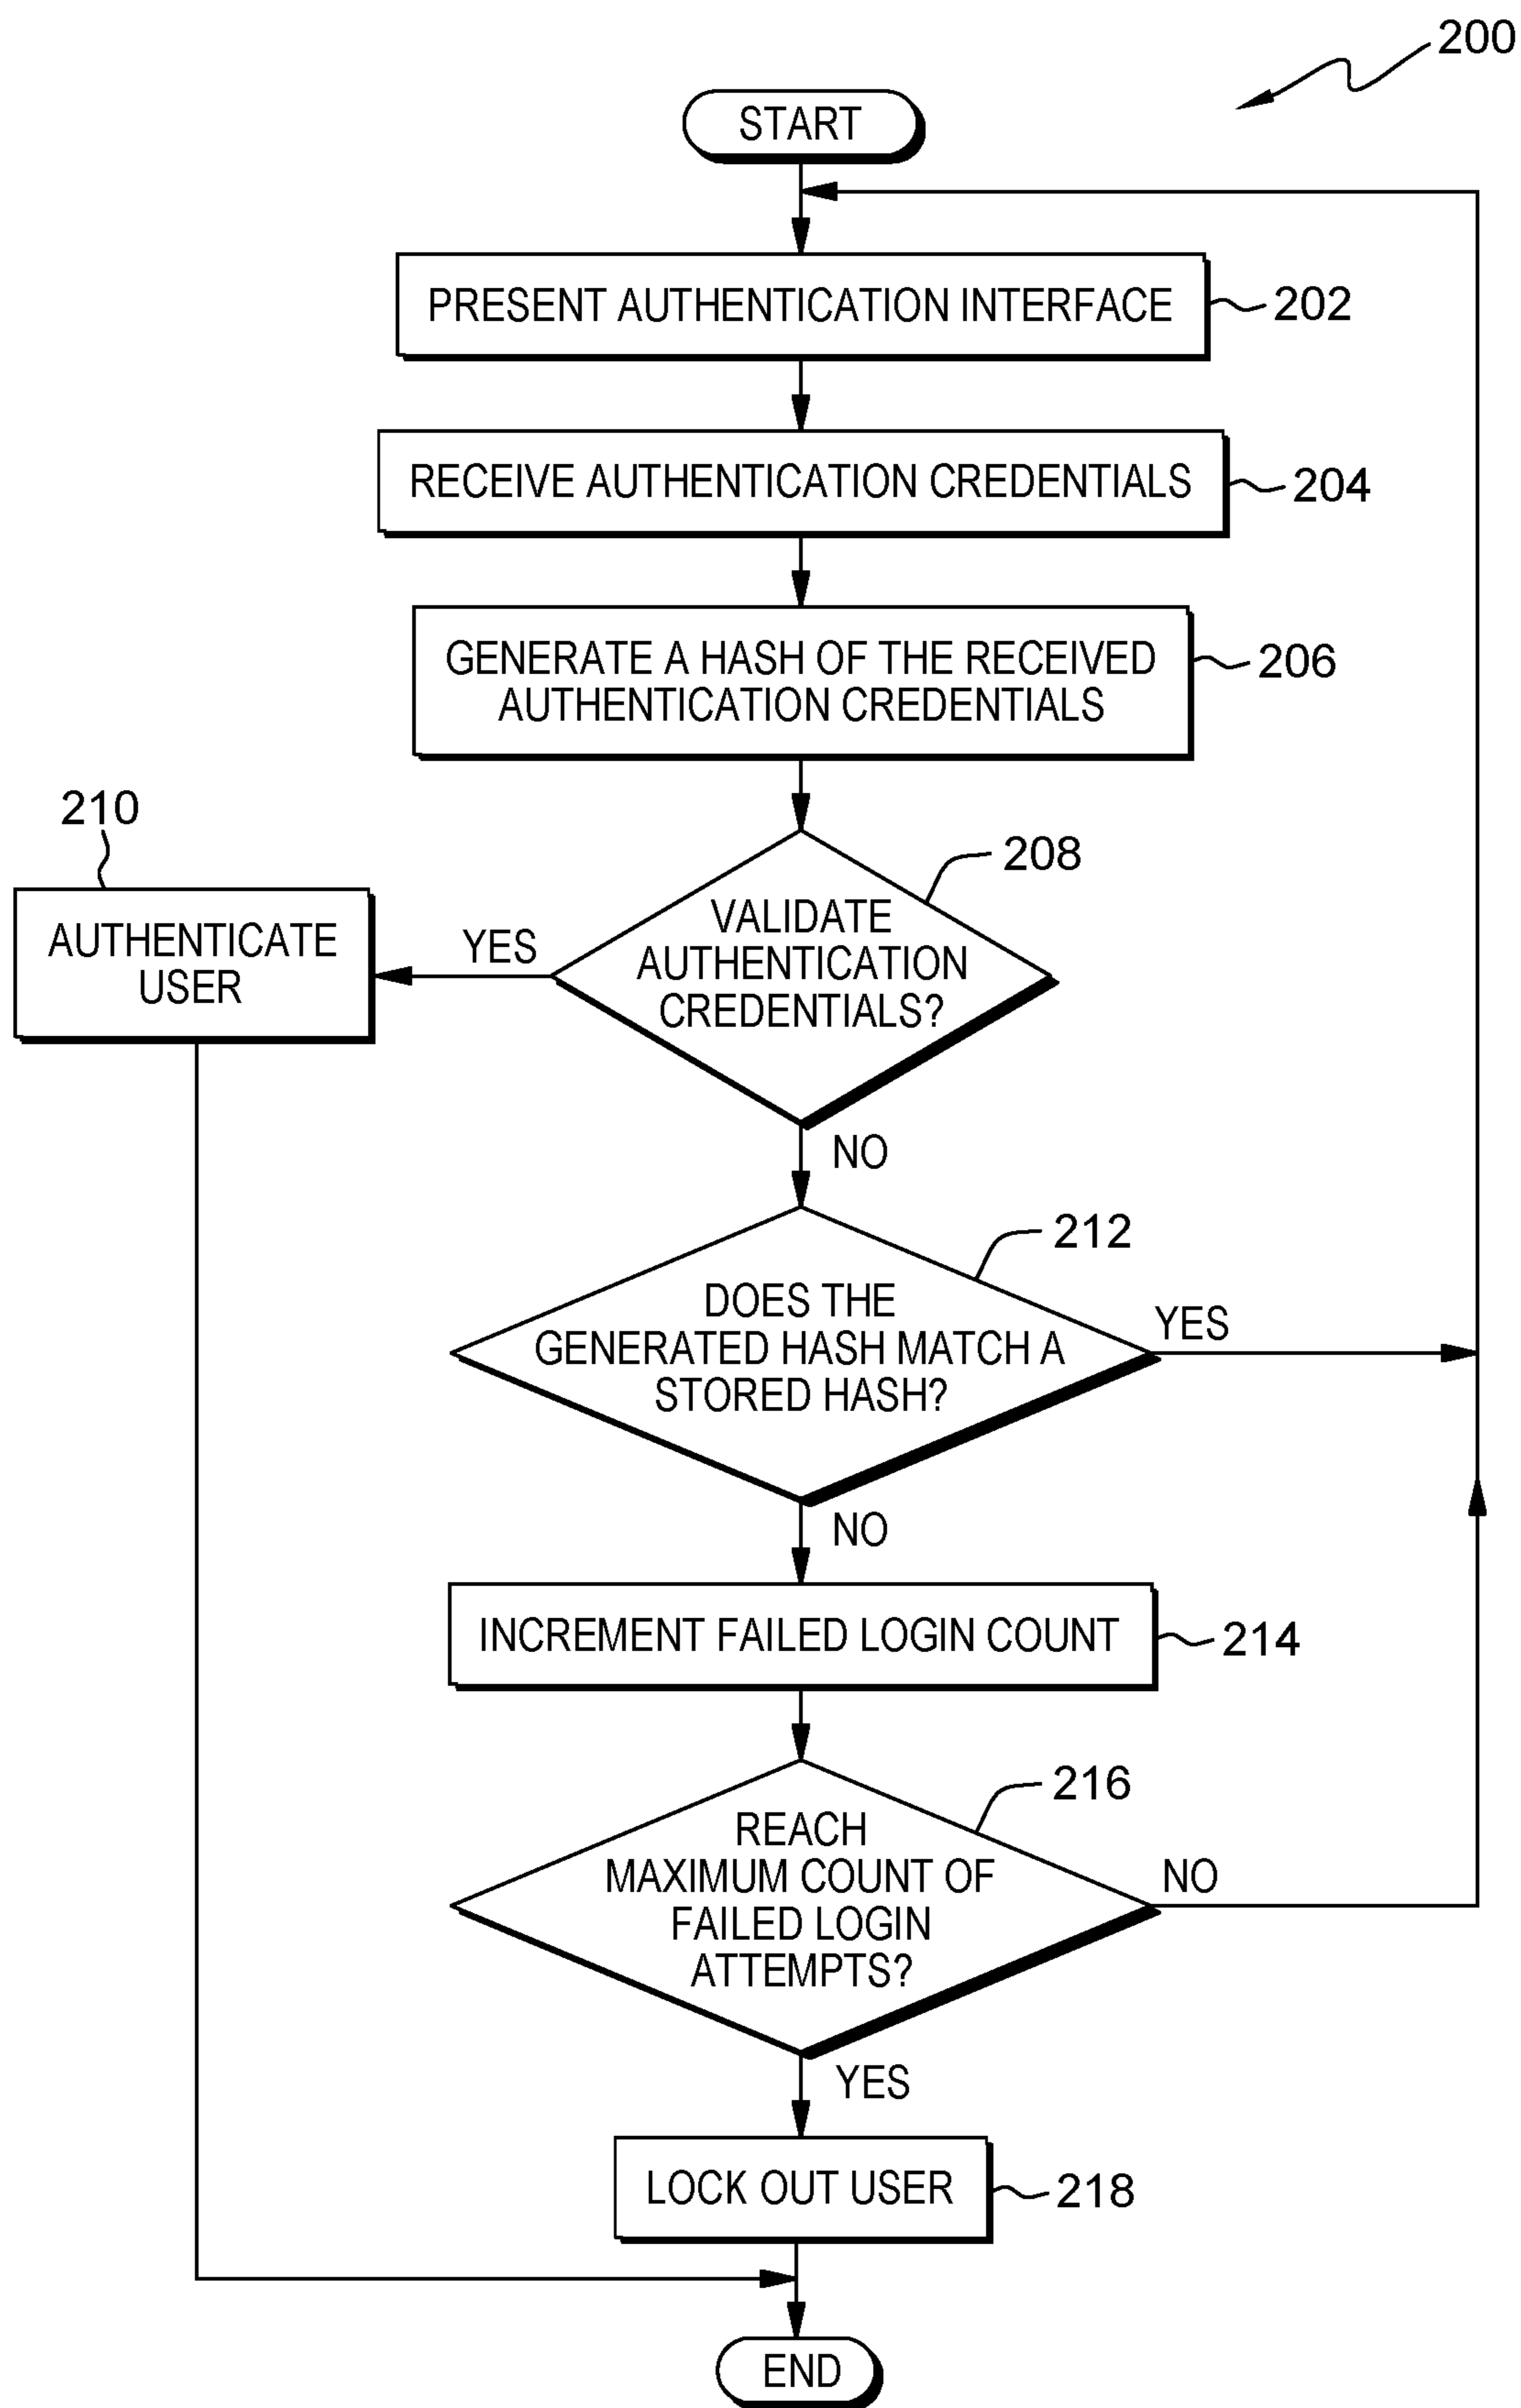 200
START
PRESENT AUTHENTICATION INTERFACE
202
RECEIVE AUTHENTICATION CREDENTIALS
204
GENERATE A HASH OF THE RECEIVED
AUTHENTICATION CREDENTIALS
206
210
AUTHENTICATE
USER
YES
208
VALIDATE
AUTHENTICATION
CREDENTIALS?
NO
212
DOES THE
GENERATED HASH MATCH A
STORED HASH?
YES
NO
INCREMENT FAILED LOGIN COUNT
214
216
REACH
MAXIMUM COUNT OF
FAILED LOGIN
ATTEMPTS?
NO
YES
LOCK OUT USER
218
END